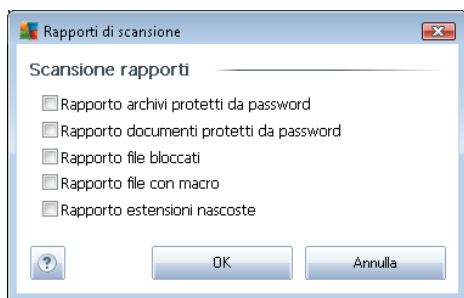 Rapporti di scansione
Scansione rapporti
Rapporto archivi protetti da password
Rapporto documenti protetti da password
Rapporto file bloccati
Rapporto file con macro
Rapporto estensioni nascoste
? OK Annulla